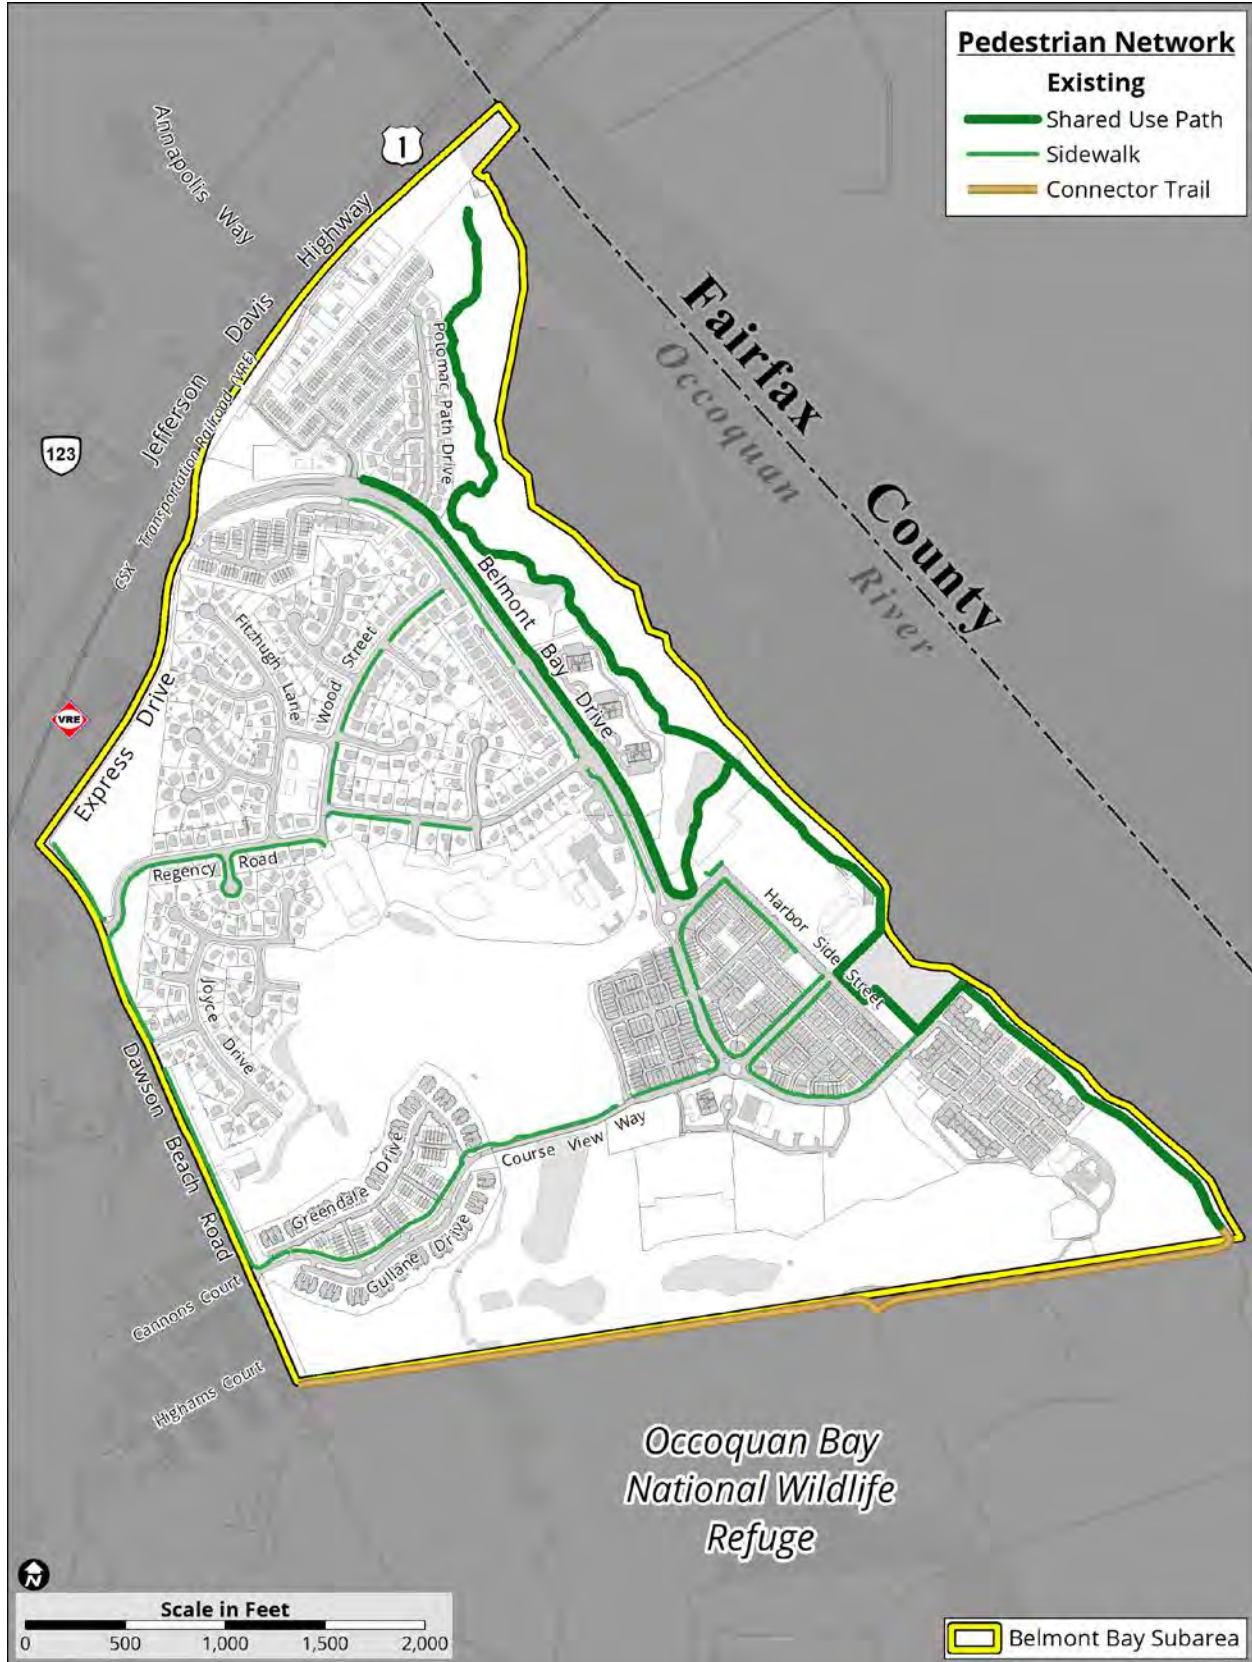 Pedestrian Network
Existing
Shared Use Path
Sidewalk
Connector Trail
Annapolis Way
1
Jefferson Davis Highway
CSX Transportation Railroad (VRE)
123
Potomac Path Drive
Fairfax County
Occoquan River
Belmont Bay Drive
Fitzhugh Lane
Wood Street
VRE
Express Drive
Regency Road
Harbor Side Street
Joyce Drive
Dawson Beach Road
Course View Way
Greendale Drive
Gullane Drive
Cannons Court
Highams Court
Occoquan Bay
National Wildlife
Refuge
N
Scale in Feet
0 500 1,000 1,500 2,000
Belmont Bay Subarea